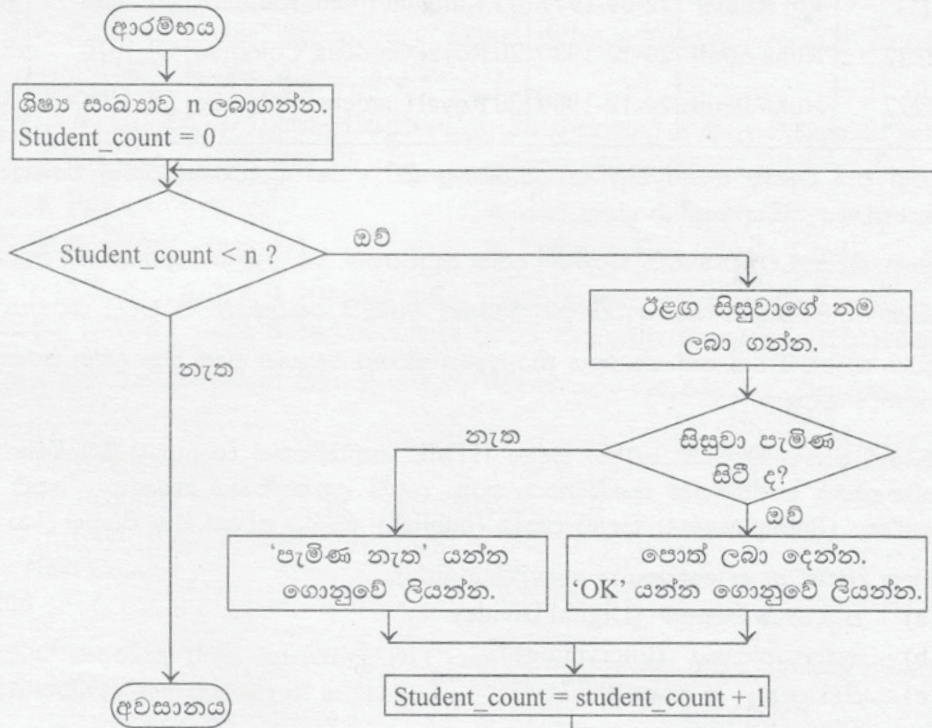 ආරම්භය
ශිෂ්‍ය සංඛ්‍යාව n ලබාගන්න.
Student_count = 0
Student_count < n ?
ඔව්
ඊළඟ සිසුවාගේ නම
ලබා ගන්න.
නැත
සිසුවා පැමිණ
සිටී ද?
නැත
ඔව්
‘පැමිණ නැත’ යන්න
ගොනුවේ ලියන්න.
පොත් ලබා දෙන්න.
‘OK’ යන්න ගොනුවේ ලියන්න.
Student_count = student_count + 1
අවසානය